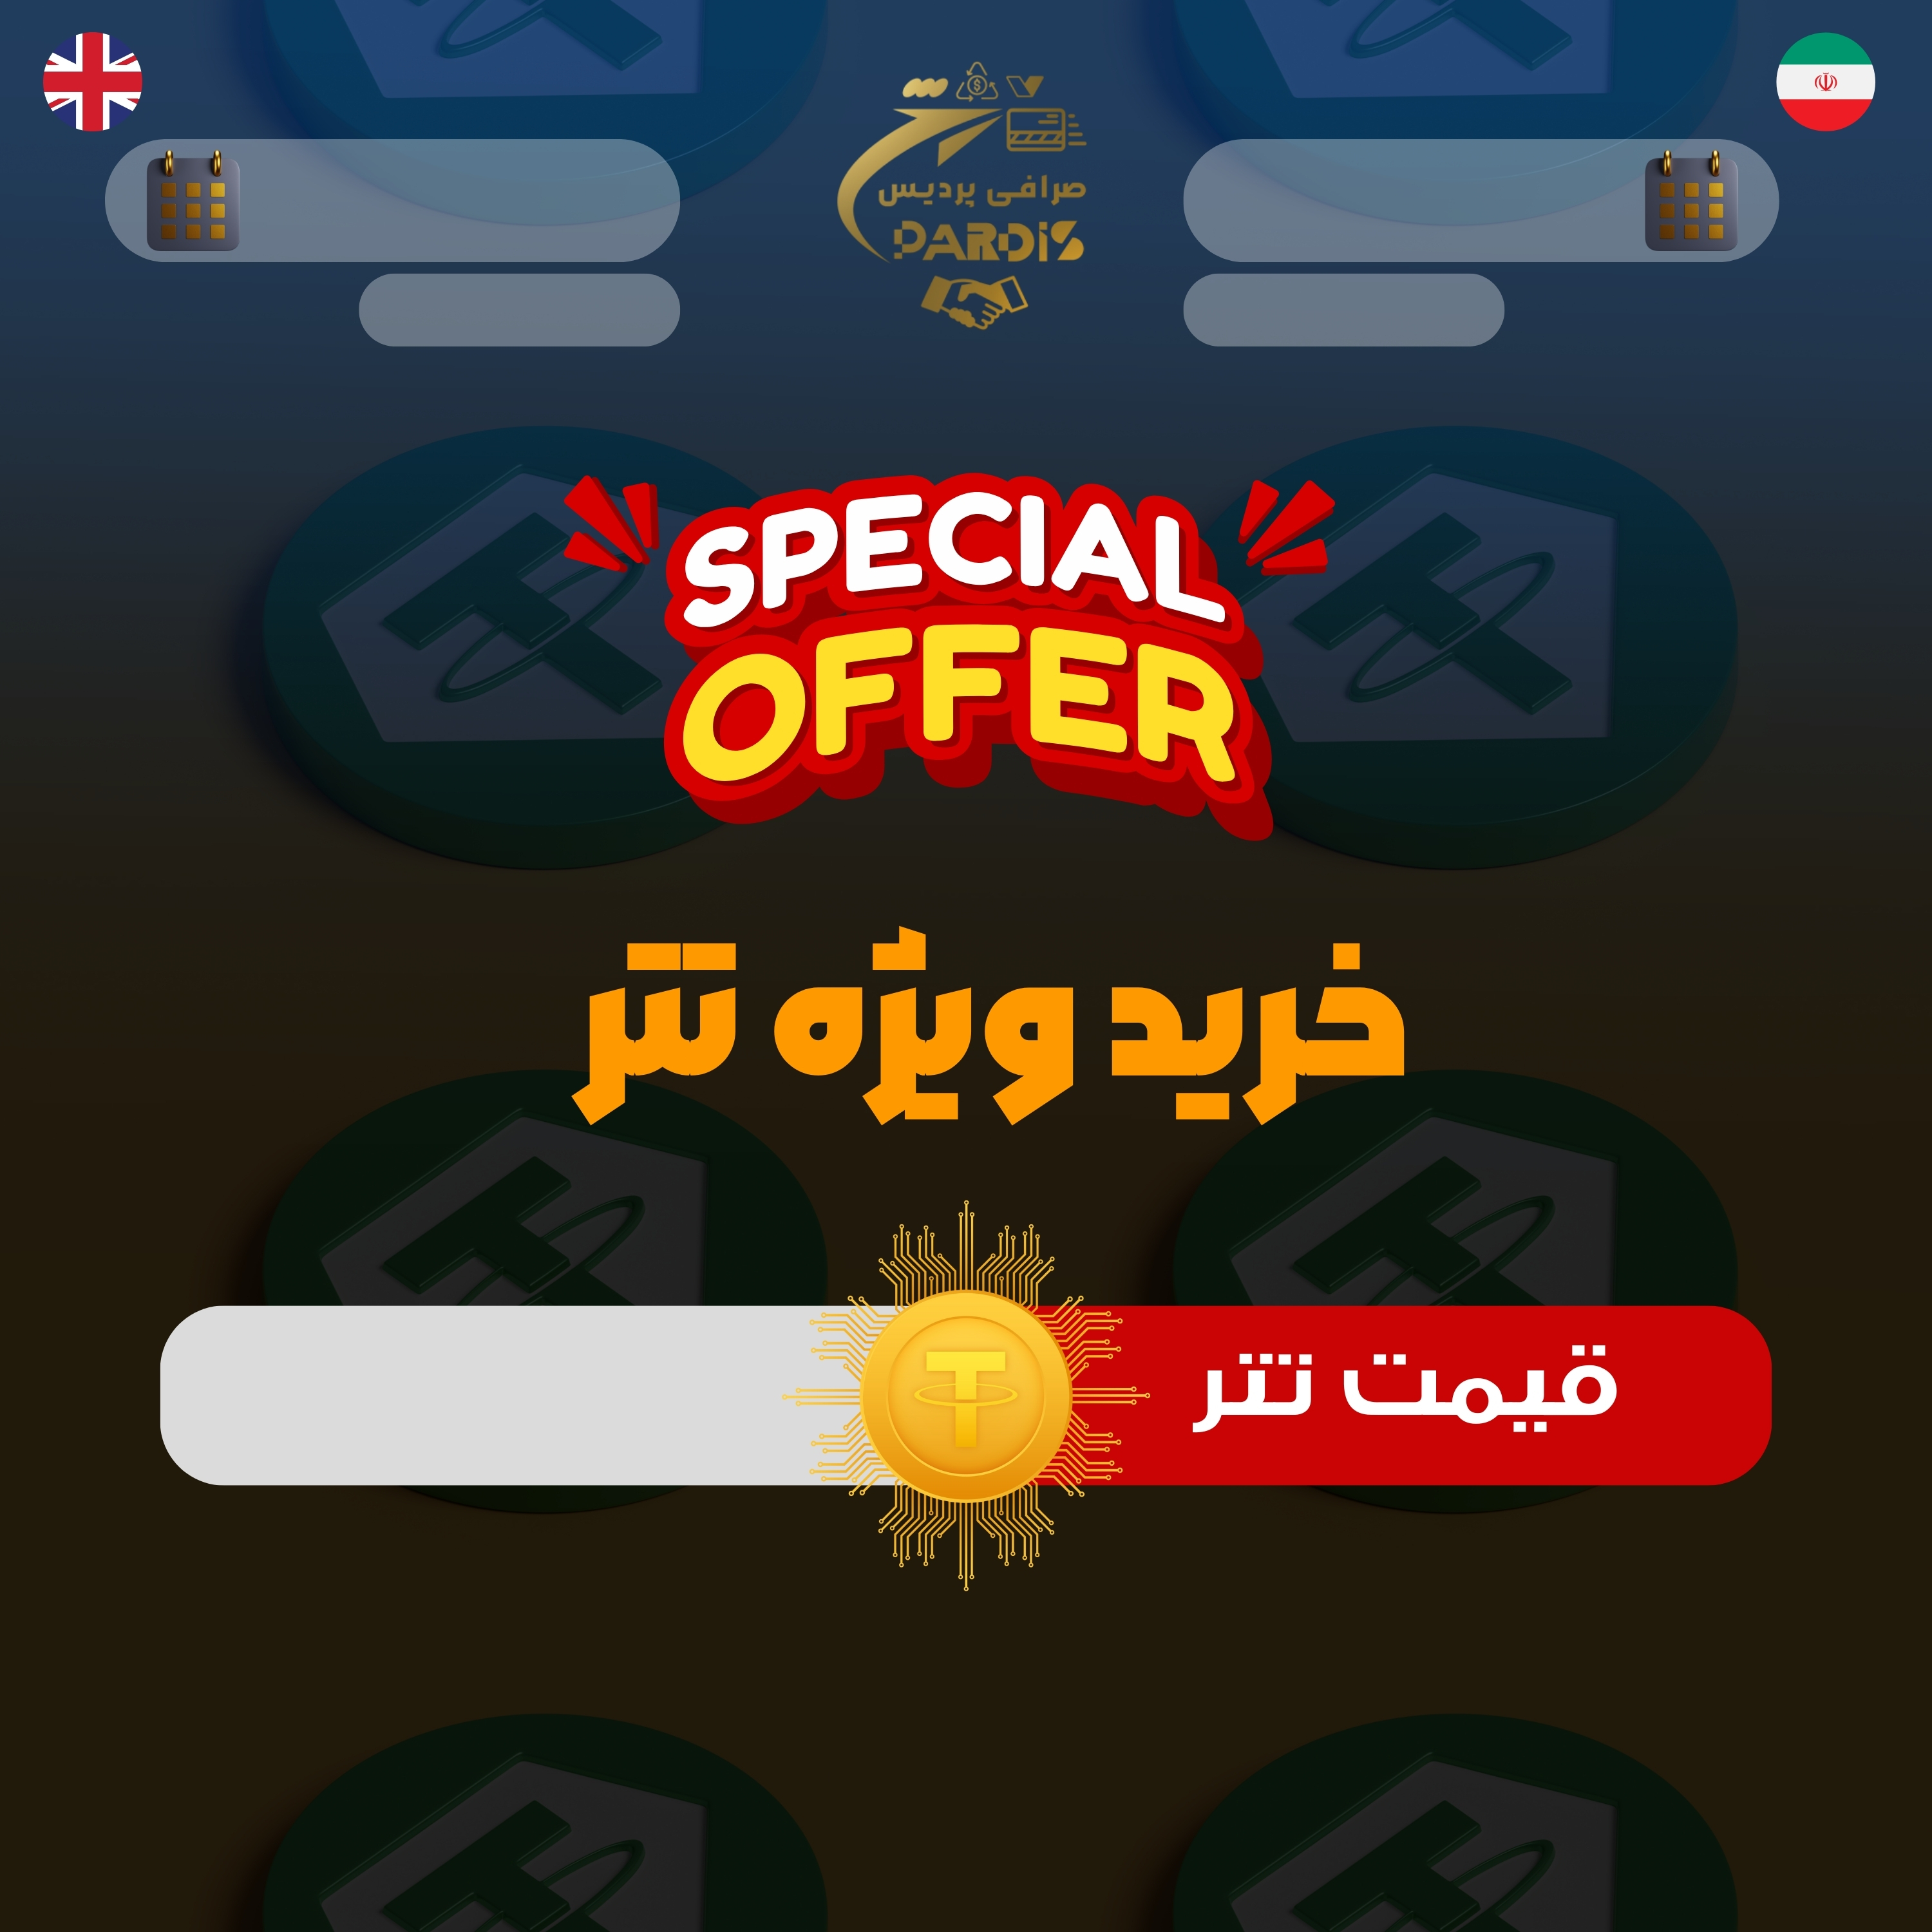 صرافی پردیس
PARDIS
SPECIAL
OFFER
خرید ویژه تتر
قیمت تتر